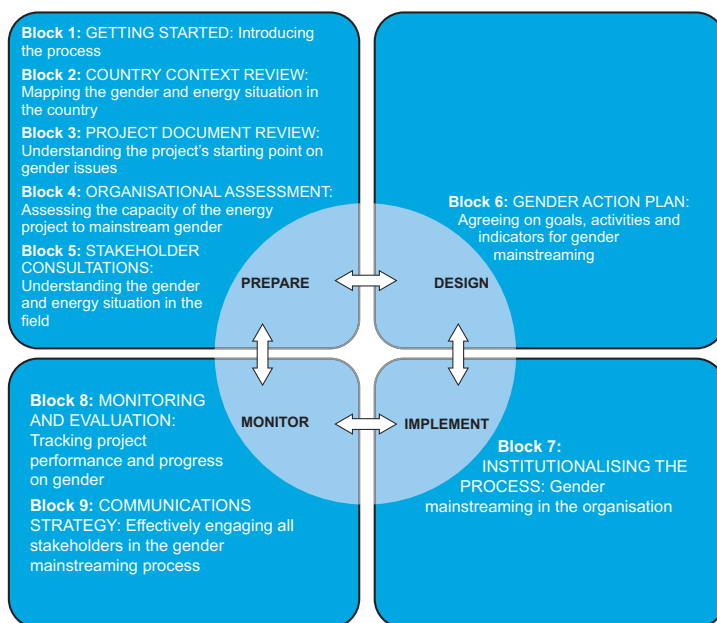 Block 1: GETTING STARTED: Introducing
the process
Block 2: COUNTRY CONTEXT REVIEW:
Mapping the gender and energy situation in
the country
Block 3: PROJECT DOCUMENT REVIEW:
Understanding the project's starting point on
gender issues
Block 4: ORGANISATIONAL ASSESSMENT:
Assessing the capacity of the energy
project to mainstream gender
Block 5: STAKEHOLDER
CONSULTATIONS:
Understanding the gender
and energy situation in the
field
PREPARE
Block 6: GENDER ACTION PLAN:
Agreeing on goals, activities and
indicators for gender
mainstreaming
DESIGN
Block 8: MONITORING
AND EVALUATION:
Tracking project
performance and progress
on gender
Block 9: COMMUNICATIONS
STRATEGY: Effectively engaging all
stakeholders in the gender
mainstreaming process
MONITOR
IMPLEMENT
Block 7:
INSTITUTIONALISING THE
PROCESS: Gender
mainstreaming in the organisation